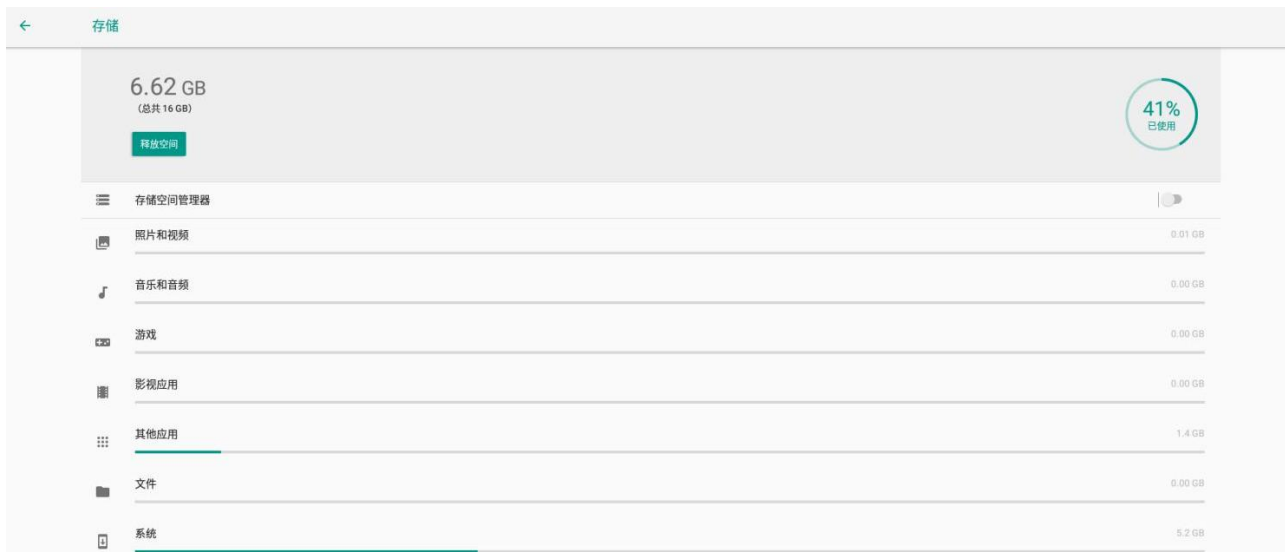 存储
6.62 GB
(总共 16 GB)
释放空间
41%
已使用
存储空间管理器
照片和视频 0.01 GB
音乐和音频 0.00 GB
游戏 0.00 GB
影视应用 0.00 GB
其他应用 1.4 GB
文件 0.00 GB
系统 5.2 GB